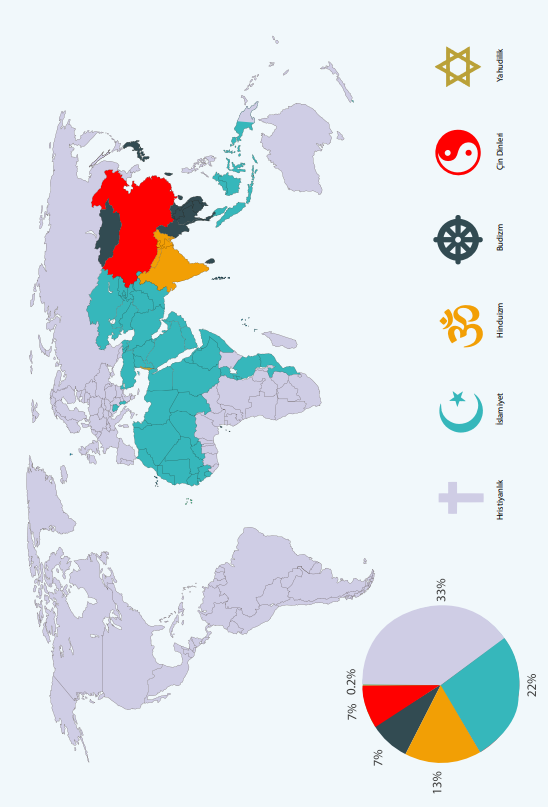 33%
22%
13%
7%
7%
0.2%
Hristiyanlık
İslamiyet
Hinduizm
Budizm
Çin Dinleri
Yahudilik